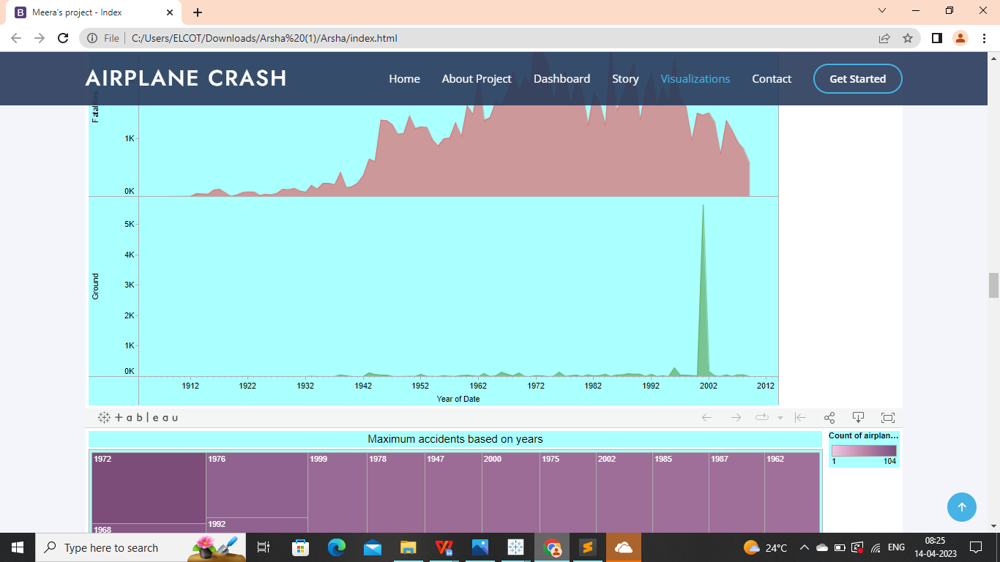 Meera's project - Index
File
C:/Users/ELCOT/Downloads/Arsha%20(1)/Arsha/index.html
AIRPLANE CRASH
Home
About Project
Dashboard
Story
Visualizations
Contact
Get Started
Fatalities
1K
0K
Ground
5K
4K
3K
2K
1K
0K
1912
1922
1932
1942
1952
1962
1972
1982
1992
2002
2012
Year of Date
+ableau
Maximum accidents based on years
Count of airplan...
1
104
1972
1976
1999
1978
1947
2000
1975
2002
1985
1987
1962
1968
1992
Type here to search
24°C
ENG
08:25
14-04-2023